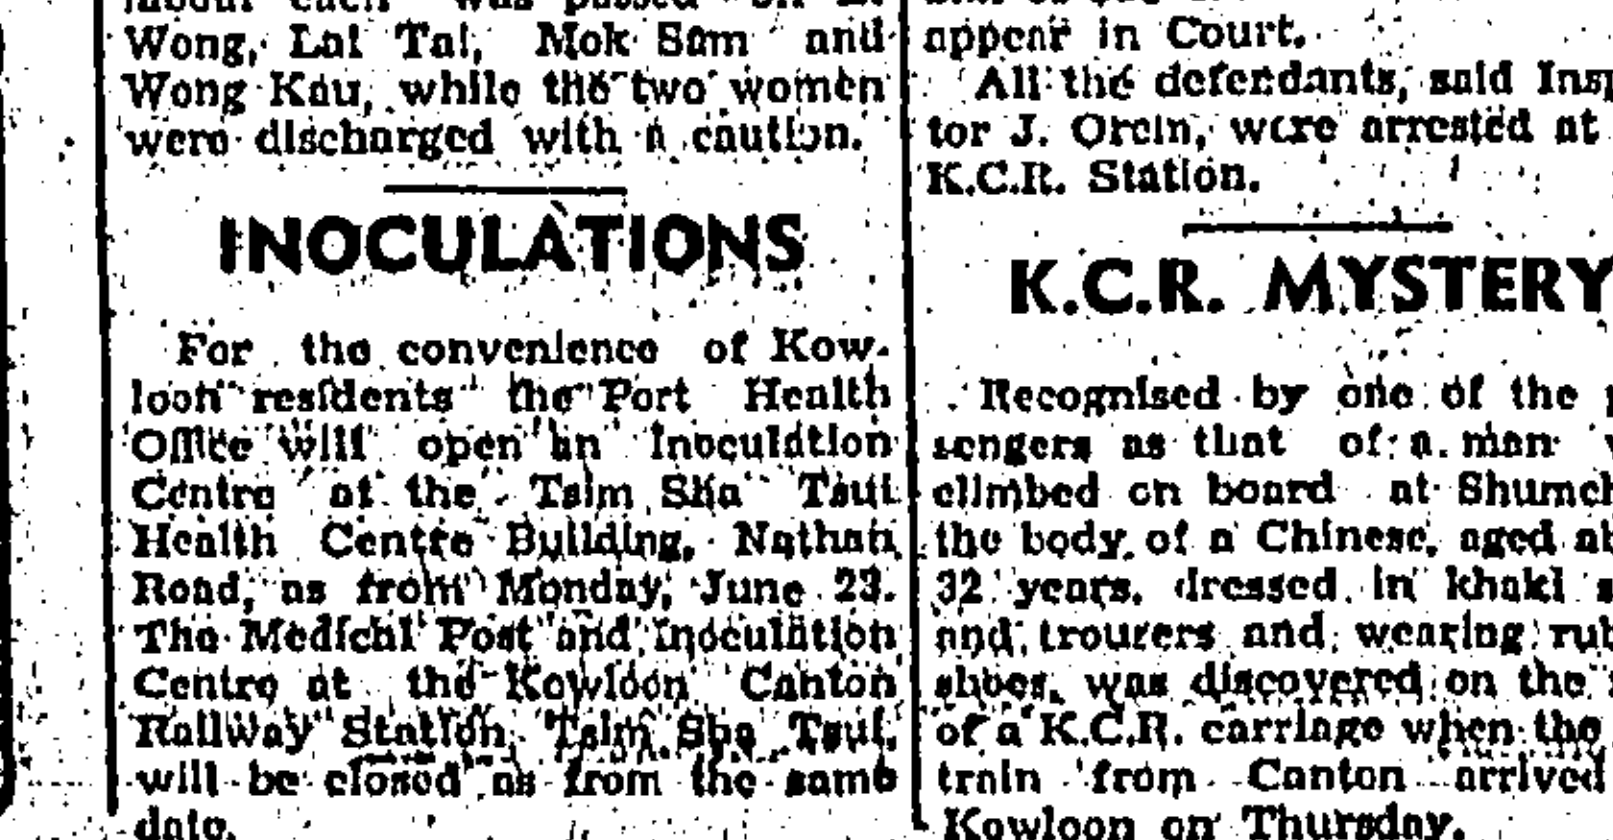 Wong, Lai Tai, Mok Sam and
Wong Kau, while the two women
were discharged with a caution.
INOCULATIONS
For the convenience of Kow-
loon residents the Port Health
Office will open an Inoculation
Centre at the Tsim Sha Tsui
Health Centre Building, Nathan
Road, as from Monday, June 23.
The Medical Post and Inoculation
Centre at the Kowloon Canton
Railway Station, Tsim Sha Tsui,
will be closed as from the same
date.
appear in Court.
All the defendants, said Insp
tor J. Orein, were arrested at
K.C.R. Station.
K.C.R. MYSTERY
Recognised by one of the
sengers as that of a man
climbed on board at Shumch
the body of a Chinese, aged ab
32 years, dressed in khaki
and trousers and wearing rub
shoes, was discovered on the
of a K.C.R. carriage when the
train from Canton arrived
Kowloon on Thursday.